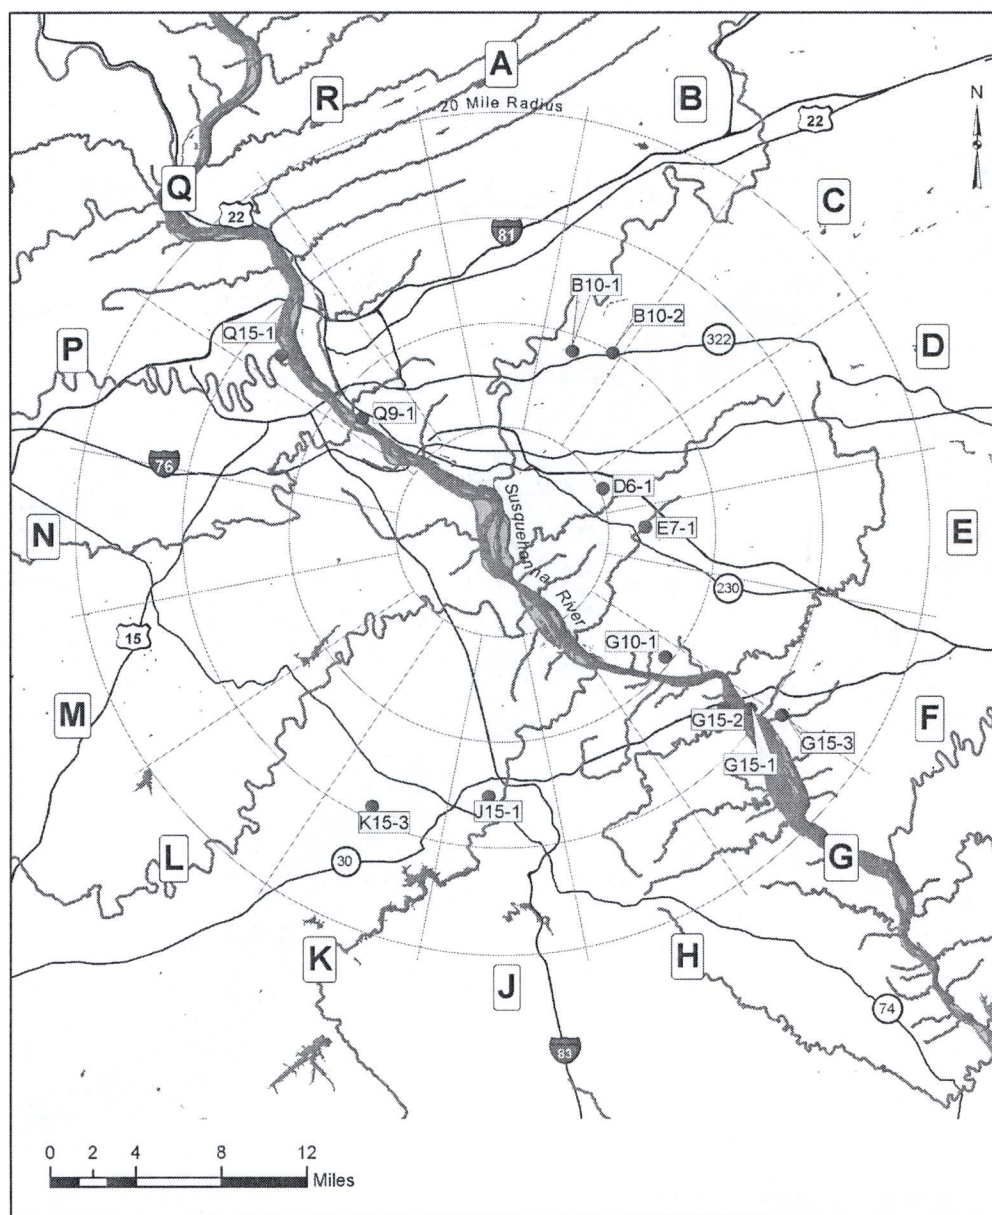 A
R
B
20 Mile Radius
N
22
Q
C
22
81
B10-1
B10-2
322
Q15-1
P
D
Q9-1
76
D6-1
Susquehanna River
E7-1
N
E
230
15
G10-1
M
F
G15-2
G15-3
G15-1
J15-1
K15-3
L
30
G
K
H
J
74
83
0 2 4 8 12
Miles